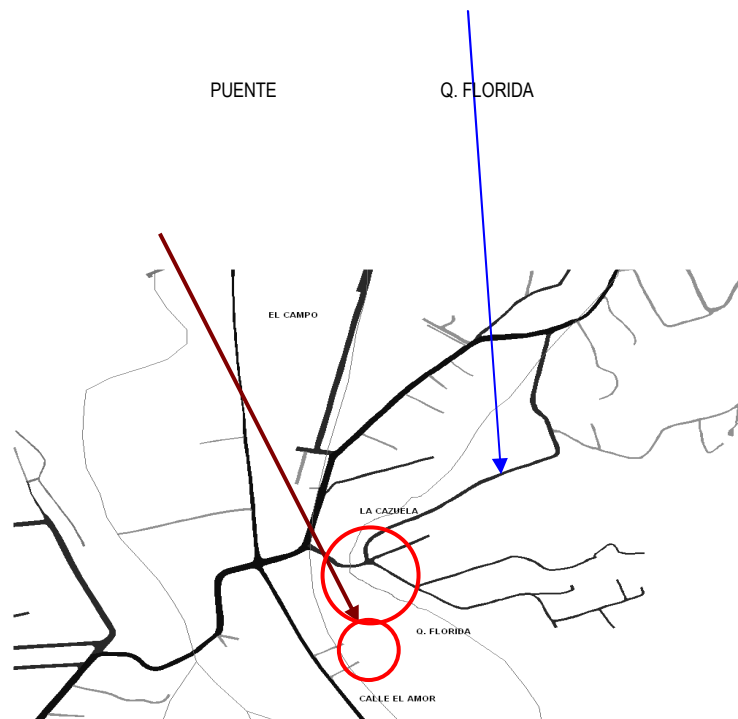 PUENTE Q. FLORIDA
EL CAMPO
LA CAZUELA
Q. FLORIDA
CALLE EL AMOR